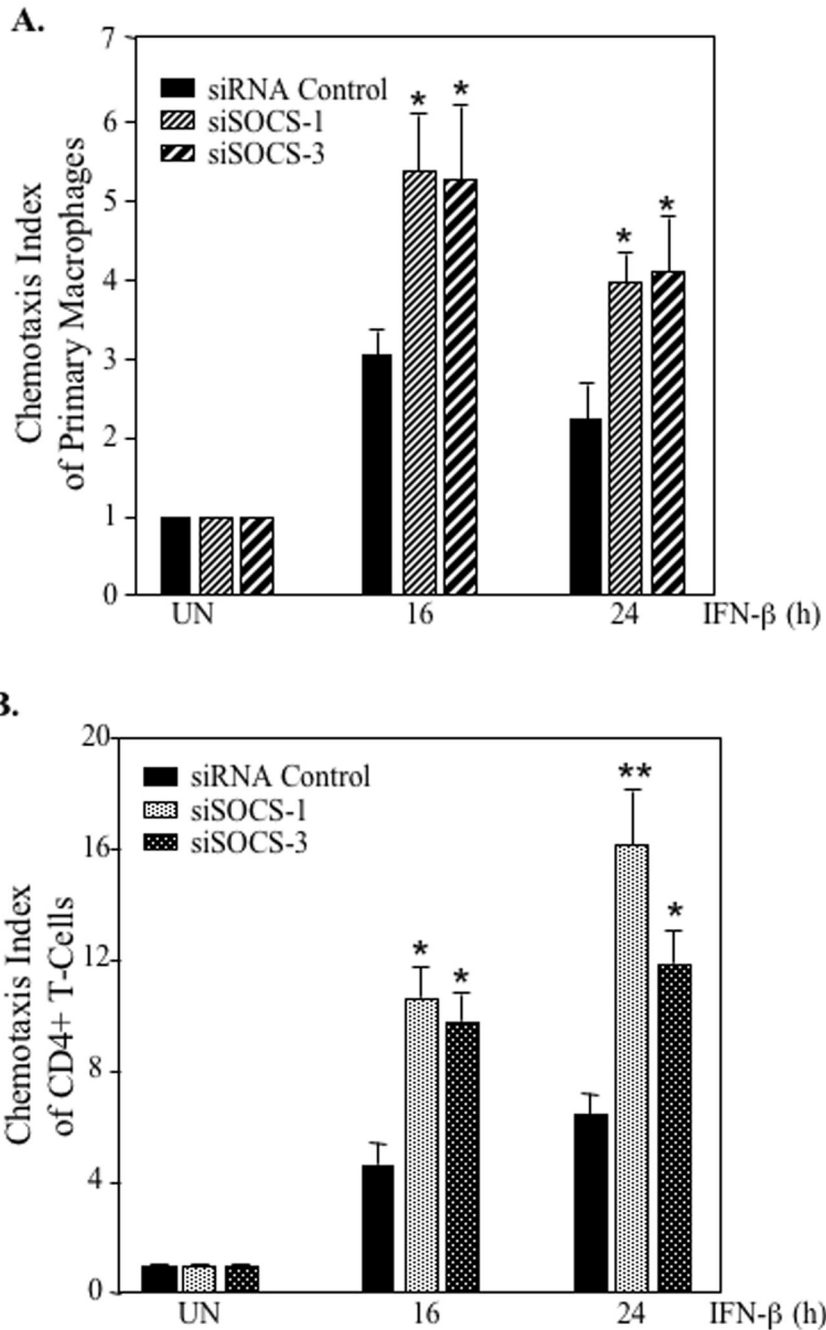 A.
7
6
5
4
3
2
1
0
Chemotaxis Index
of Primary Macrophages
siRNA Control
siSOCS-1
siSOCS-3
* *
* *
UN 16 24 IFN-β (h)
B.
20
16
12
8
4
0
Chemotaxis Index
of CD4+ T-Cells
siRNA Control
siSOCS-1
siSOCS-3
* *
** *
UN 16 24 IFN-β (h)